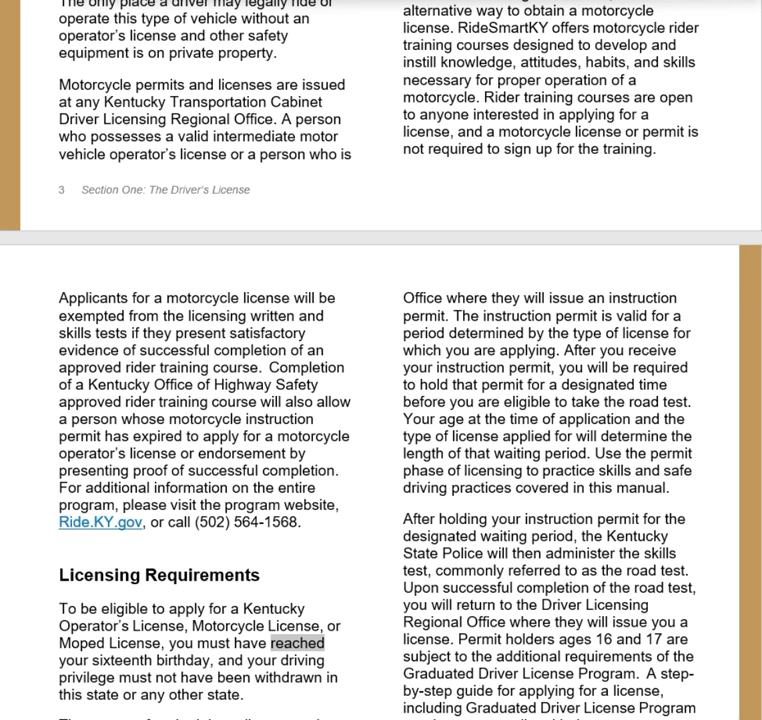 The only place a driver may legally ride or
operate this type of vehicle without an
operator's license and other safety
equipment is on private property.
Motorcycle permits and licenses are issued
at any Kentucky Transportation Cabinet
Driver Licensing Regional Office. A person
who possesses a valid intermediate motor
vehicle operator's license or a person who is
alternative way to obtain a motorcycle
license. RideSmartKY offers motorcycle rider
training courses designed to develop and
instill knowledge, attitudes, habits, and skills
necessary for proper operation of a
motorcycle. Rider training courses are open
to anyone interested in applying for a
license, and a motorcycle license or permit is
not required to sign up for the training.
3 Section One: The Driver's License
Applicants for a motorcycle license will be
exempted from the licensing written and
skills tests if they present satisfactory
evidence of successful completion of an
approved rider training course. Completion
of a Kentucky Office of Highway Safety
approved rider training course will also allow
a person whose motorcycle instruction
permit has expired to apply for a motorcycle
operator's license or endorsement by
presenting proof of successful completion.
For additional information on the entire
program, please visit the program website,
Ride.KY.gov, or call (502) 564-1568.
Licensing Requirements
To be eligible to apply for a Kentucky
Operator's License, Motorcycle License, or
Moped License, you must have reached
your sixteenth birthday, and your driving
privilege must not have been withdrawn in
this state or any other state.
Office where they will issue an instruction
permit. The instruction permit is valid for a
period determined by the type of license for
which you are applying. After you receive
your instruction permit, you will be required
to hold that permit for a designated time
before you are eligible to take the road test.
Your age at the time of application and the
type of license applied for will determine the
length of that waiting period. Use the permit
phase of licensing to practice skills and safe
driving practices covered in this manual.
After holding your instruction permit for the
designated waiting period, the Kentucky
State Police will then administer the skills
test, commonly referred to as the road test.
Upon successful completion of the road test,
you will return to the Driver Licensing
Regional Office where they will issue you a
license. Permit holders ages 16 and 17 are
subject to the additional requirements of the
Graduated Driver License Program. A step-
by-step guide for applying for a license,
including Graduated Driver License Program